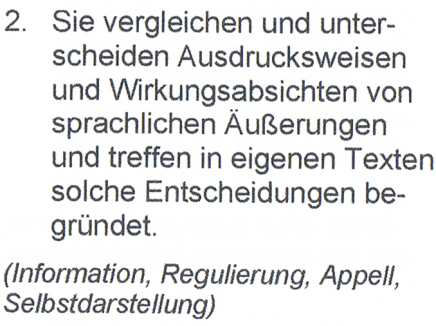 2. Sie vergleichen und unter-
scheiden Ausdrucksweisen
und Wirkungsabsichten von
sprachlichen Äußerungen
und treffen in eigenen Texten
solche Entscheidungen be-
gründet.
(Information, Regulierung, Appell,
Selbstdarstellung)